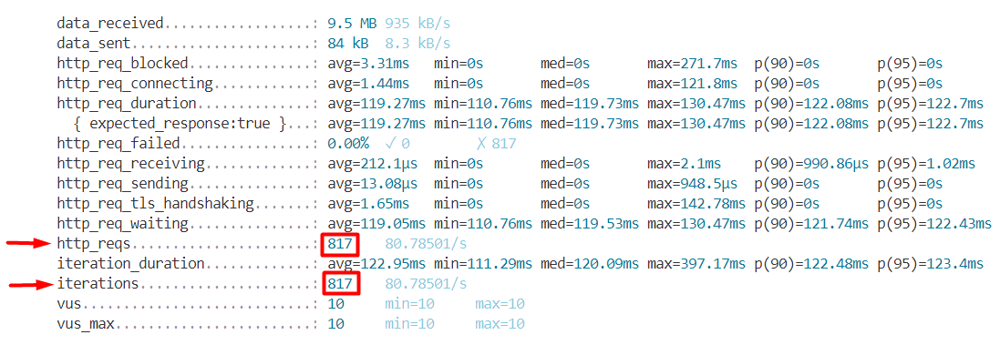 data_received..................: 9.5 MB 935 kB/s
data_sent......................: 84 kB  8.3 kB/s
http_req_blocked...............: avg=3.31ms   min=0s       med=0s       max=271.7ms  p(90)=0s       p(95)=0s
http_req_connecting............: avg=1.44ms   min=0s       med=0s       max=121.8ms  p(90)=0s       p(95)=0s
http_req_duration..............: avg=119.27ms min=110.76ms med=119.73ms max=130.47ms p(90)=122.08ms p(95)=122.7ms
  { expected_response:true }...: avg=119.27ms min=110.76ms med=119.73ms max=130.47ms p(90)=122.08ms p(95)=122.7ms
http_req_failed................: 0.00%  ✓ 0        ✗ 817
http_req_receiving.............: avg=212.1µs  min=0s       med=0s       max=2.1ms    p(90)=990.86µs p(95)=1.02ms
http_req_sending...............: avg=13.08µs  min=0s       med=0s       max=948.5µs  p(90)=0s       p(95)=0s
http_req_tls_handshaking.......: avg=1.65ms   min=0s       med=0s       max=142.78ms p(90)=0s       p(95)=0s
http_req_waiting...............: avg=119.05ms min=110.76ms med=119.53ms max=130.47ms p(90)=121.74ms p(95)=122.43ms
http_reqs......................: 817    80.78501/s
iteration_duration.............: avg=122.95ms min=111.29ms med=120.09ms max=397.17ms p(90)=122.48ms p(95)=123.4ms
iterations.....................: 817    80.78501/s
vus............................: 10     min=10     max=10
vus_max........................: 10     min=10     max=10